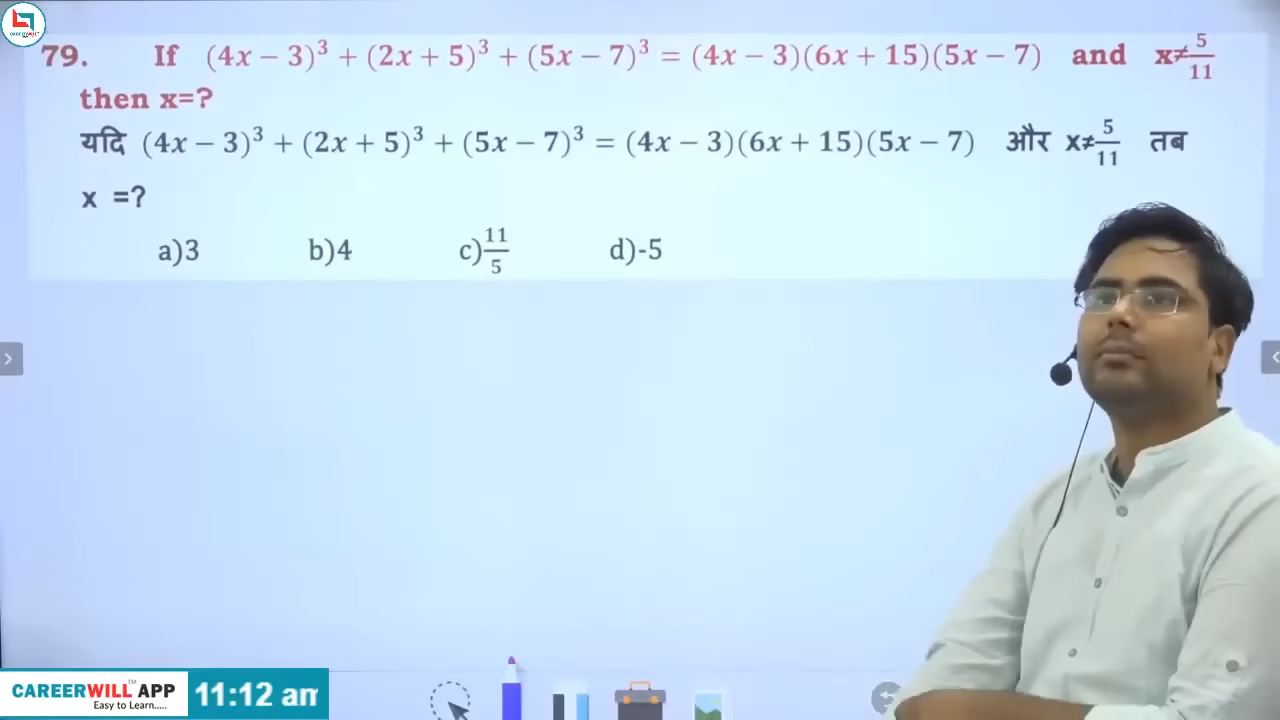 CAREERWILL
79. If (4x − 3)³ + (2x + 5)³ + (5x − 7)³ = (4x − 3)(6x + 15)(5x − 7) and x≠5/11
then x=?
यदि (4x − 3)³ + (2x + 5)³ + (5x − 7)³ = (4x − 3)(6x + 15)(5x − 7) और x≠5/11 तब
x =?
a)3 b)4 c)11/5 d)-5
CAREERWILL™ APP
Easy to Learn.....
11:12 am